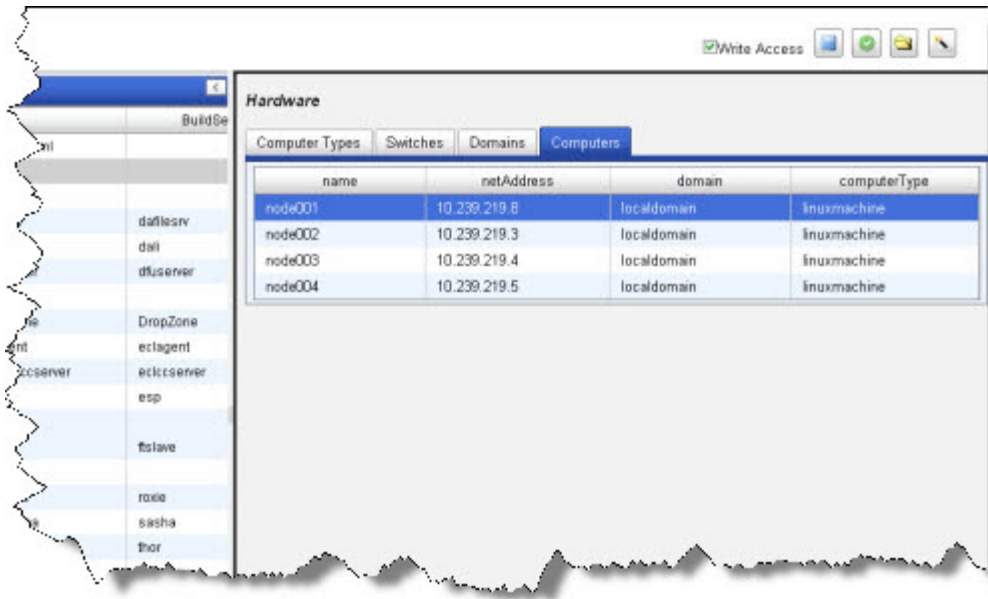 Write Access
Hardware
BuildSe
Computer Types Switches Domains Computers
name netAddress domain computerType
node001 10.239.219.8 localdomain linuxmachine
node002 10.239.219.3 localdomain linuxmachine
node003 10.239.219.4 localdomain linuxmachine
node004 10.239.219.5 localdomain linuxmachine
dafilesrv
dali
dfuserver
DropZone
eclagent
eclccserver
esp
ftslave
roxie
sasha
thor